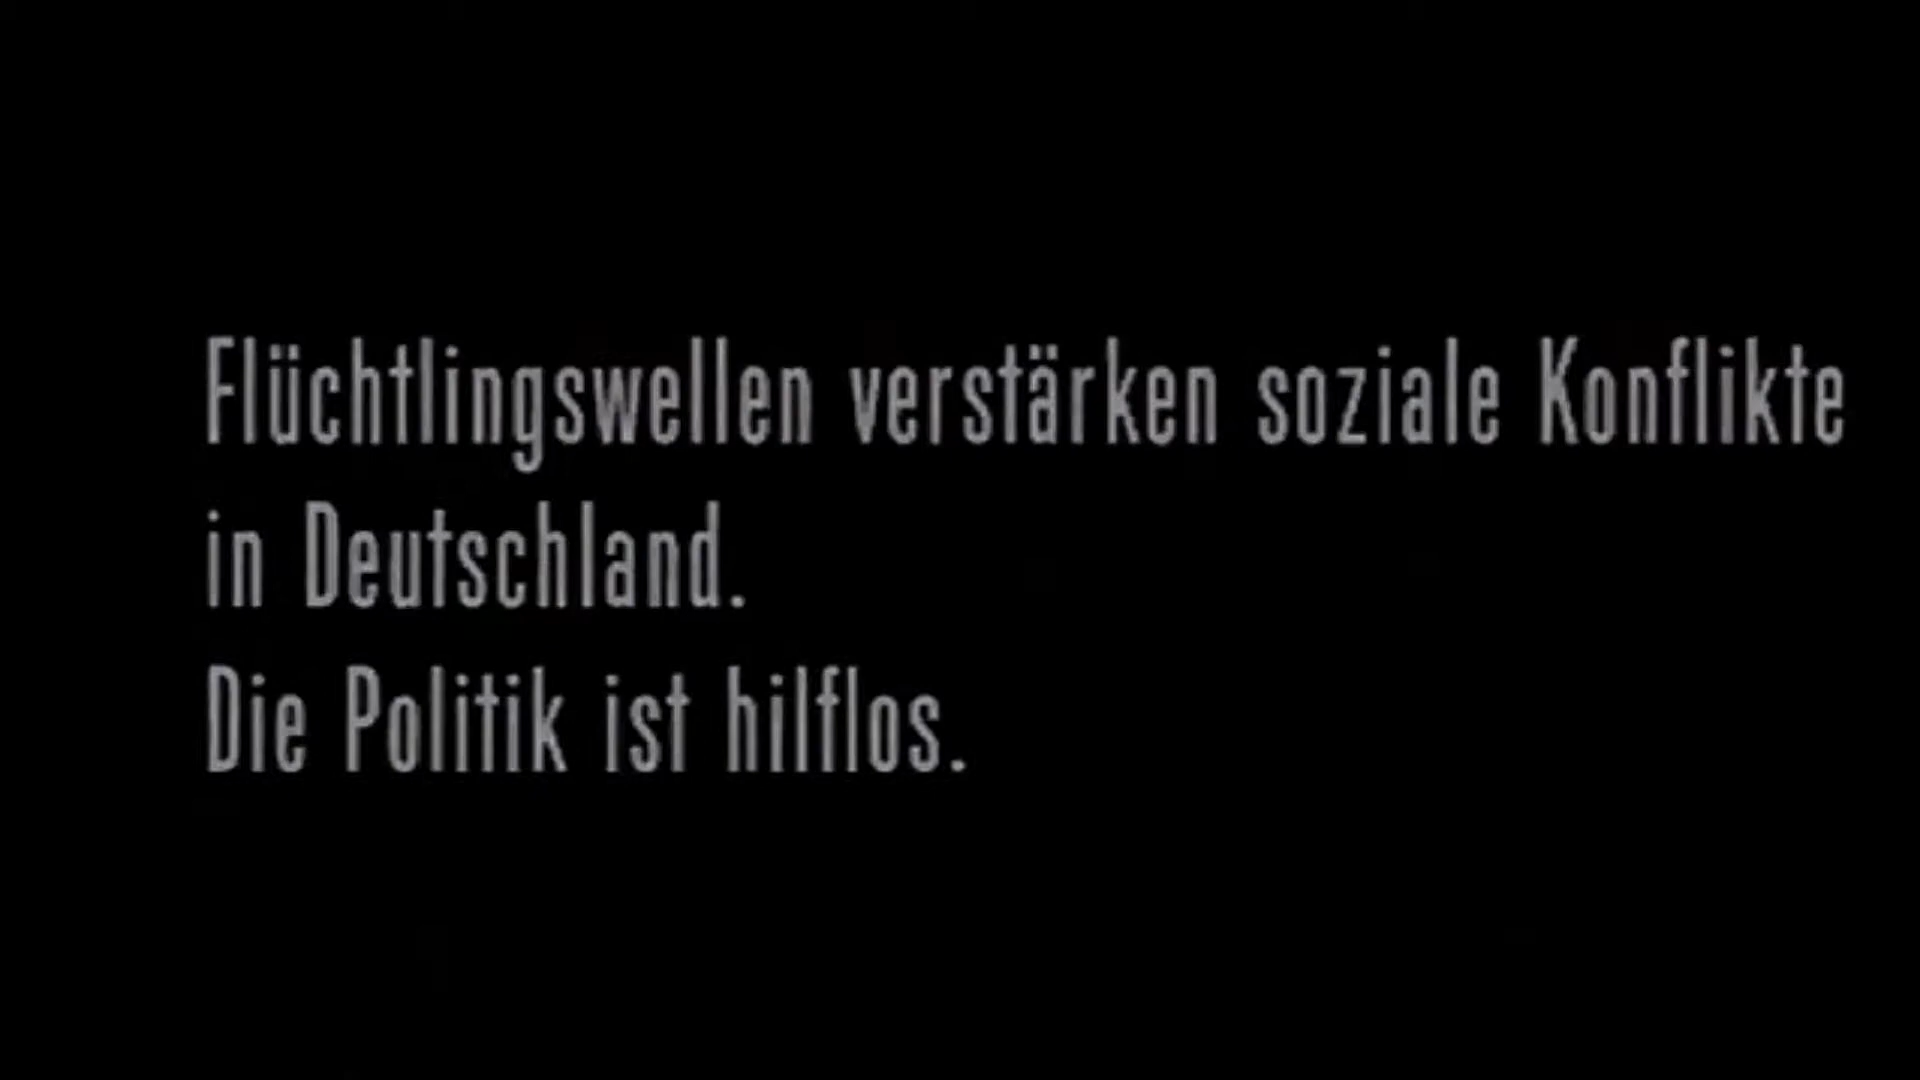 Flüchtlingswellen verstärken soziale Konflikte
in Deutschland.
Die Politik ist hilflos.